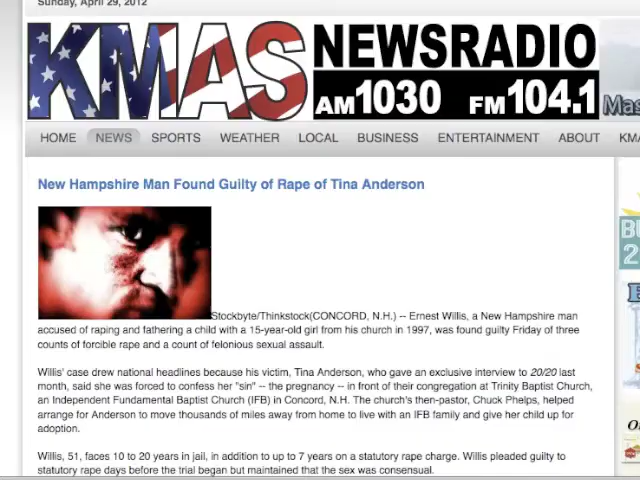 Sunday, April 29, 2012
KMAS NEWSRADIO
AM1030 FM104.1
Mas
HOME NEWS SPORTS WEATHER LOCAL BUSINESS ENTERTAINMENT ABOUT KMA
New Hampshire Man Found Guilty of Rape of Tina Anderson
Stockbyte/Thinkstock(CONCORD, N.H.) -- Ernest Willis, a New Hampshire man
accused of raping and fathering a child with a 15-year-old girl from his church in 1997, was found guilty Friday of three
counts of forcible rape and a count of felonious sexual assault.
Willis' case drew national headlines because his victim, Tina Anderson, who gave an exclusive interview to 20/20 last
month, said she was forced to confess her "sin" -- the pregnancy -- in front of their congregation at Trinity Baptist Church,
an Independent Fundamental Baptist Church (IFB) in Concord, N.H. The church's then-pastor, Chuck Phelps, helped
arrange for Anderson to move thousands of miles away from home to live with an IFB family and give her child up for
adoption.
Willis, 51, faces 10 to 20 years in jail, in addition to up to 7 years on a statutory rape charge. Willis pleaded guilty to
statutory rape days before the trial began but maintained that the sex was consensual.